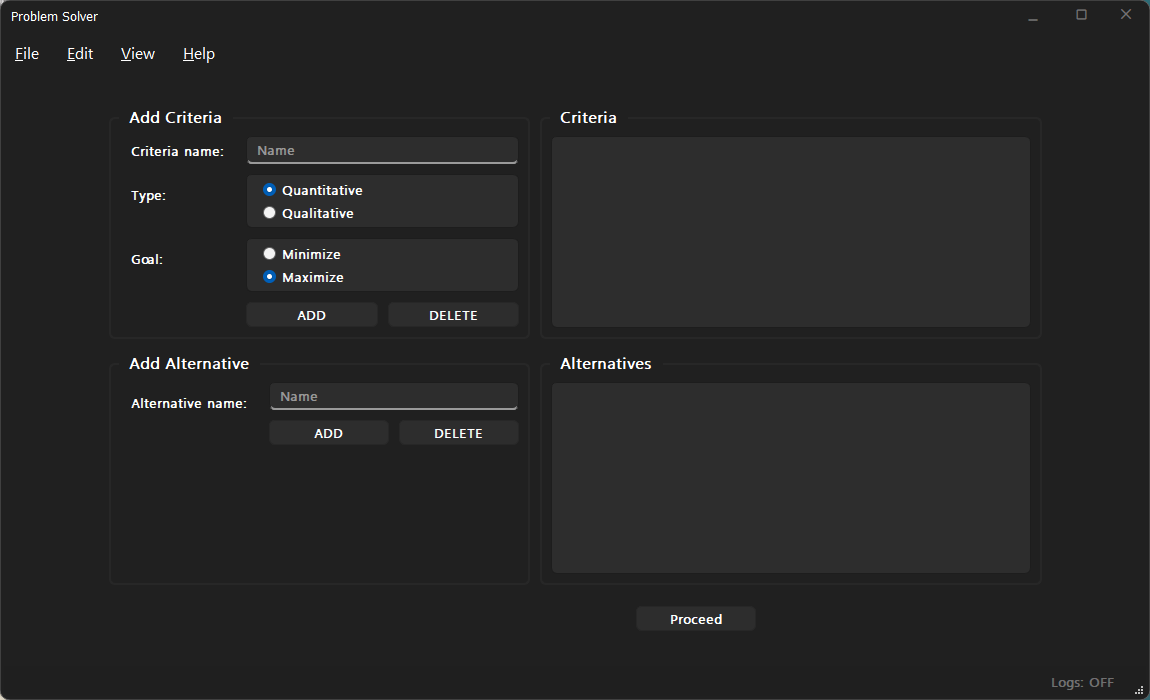 Problem Solver
File Edit View Help
Add Criteria
Criteria name: Name
Type: Quantitative
Qualitative
Goal: Minimize
Maximize
ADD DELETE
Criteria
Add Alternative
Alternative name: Name
ADD DELETE
Alternatives
Proceed
Logs: OFF